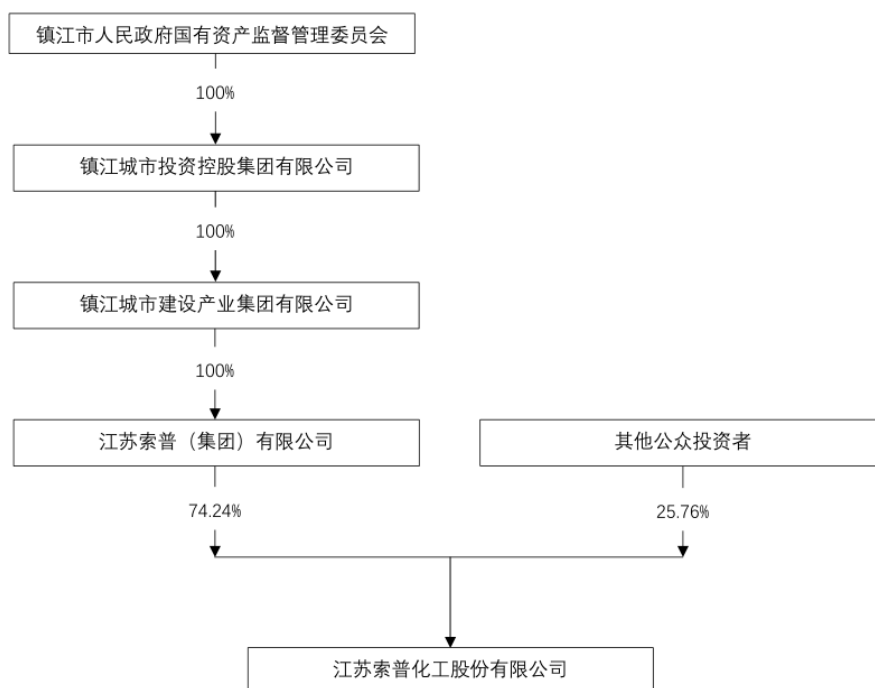 镇江市人民政府国有资产监督管理委员会
100%
镇江城市投资控股集团有限公司
100%
镇江城市建设产业集团有限公司
100%
江苏索普（集团）有限公司
其他公众投资者
74.24%
25.76%
江苏索普化工股份有限公司